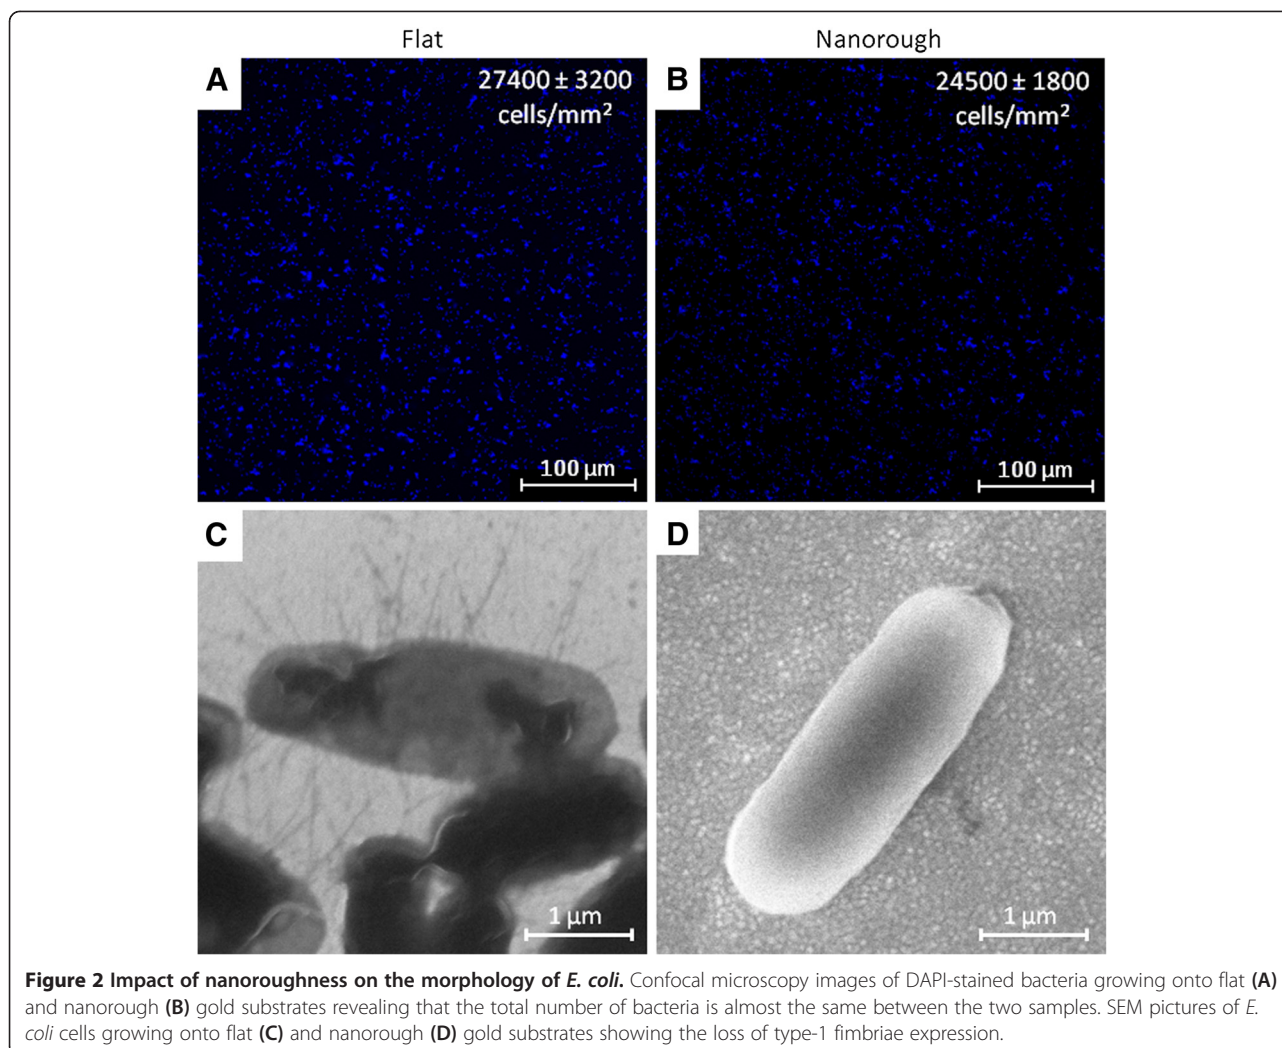 Flat
Nanorough
A
27400 ± 3200
cells/mm²
B
24500 ± 1800
cells/mm²
100 µm
100 µm
C
D
1 µm
1 µm
Figure 2 Impact of nanoroughness on the morphology of E. coli. Confocal microscopy images of DAPI-stained bacteria growing onto flat (A)
and nanorough (B) gold substrates revealing that the total number of bacteria is almost the same between the two samples. SEM pictures of E.
coli cells growing onto flat (C) and nanorough (D) gold substrates showing the loss of type-1 fimbriae expression.